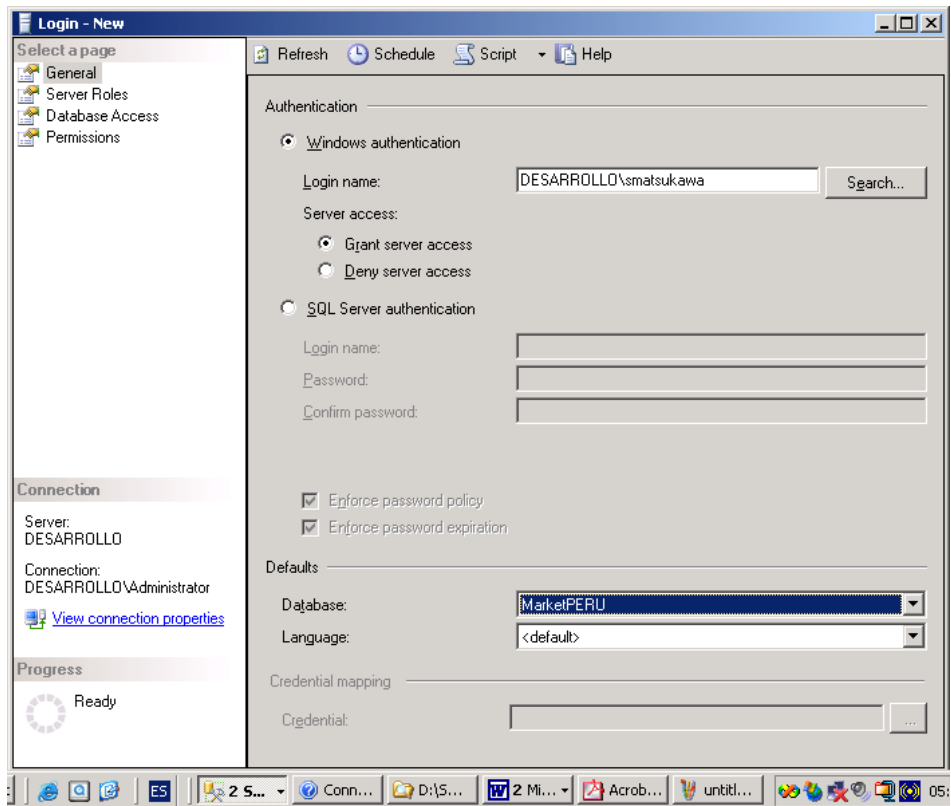 Login - New
Select a page
General
Server Roles
Database Access
Permissions
Refresh Schedule Script Help
Authentication
Windows authentication
Login name: DESARROLLO\smatsukawa Search...
Server access:
Grant server access
Deny server access
SQL Server authentication
Login name:
Password:
Confirm password:
Enforce password policy
Enforce password expiration
Defaults
Database: MarketPERU
Language: <default>
Credential mapping
Credential: ...
Connection
Server:
DESARROLLO
Connection:
DESARROLLO\Administrator
View connection properties
Progress
Ready
ES 2 S... Conn... D:\S... 2 Mi... Acrob... untitl... 05: